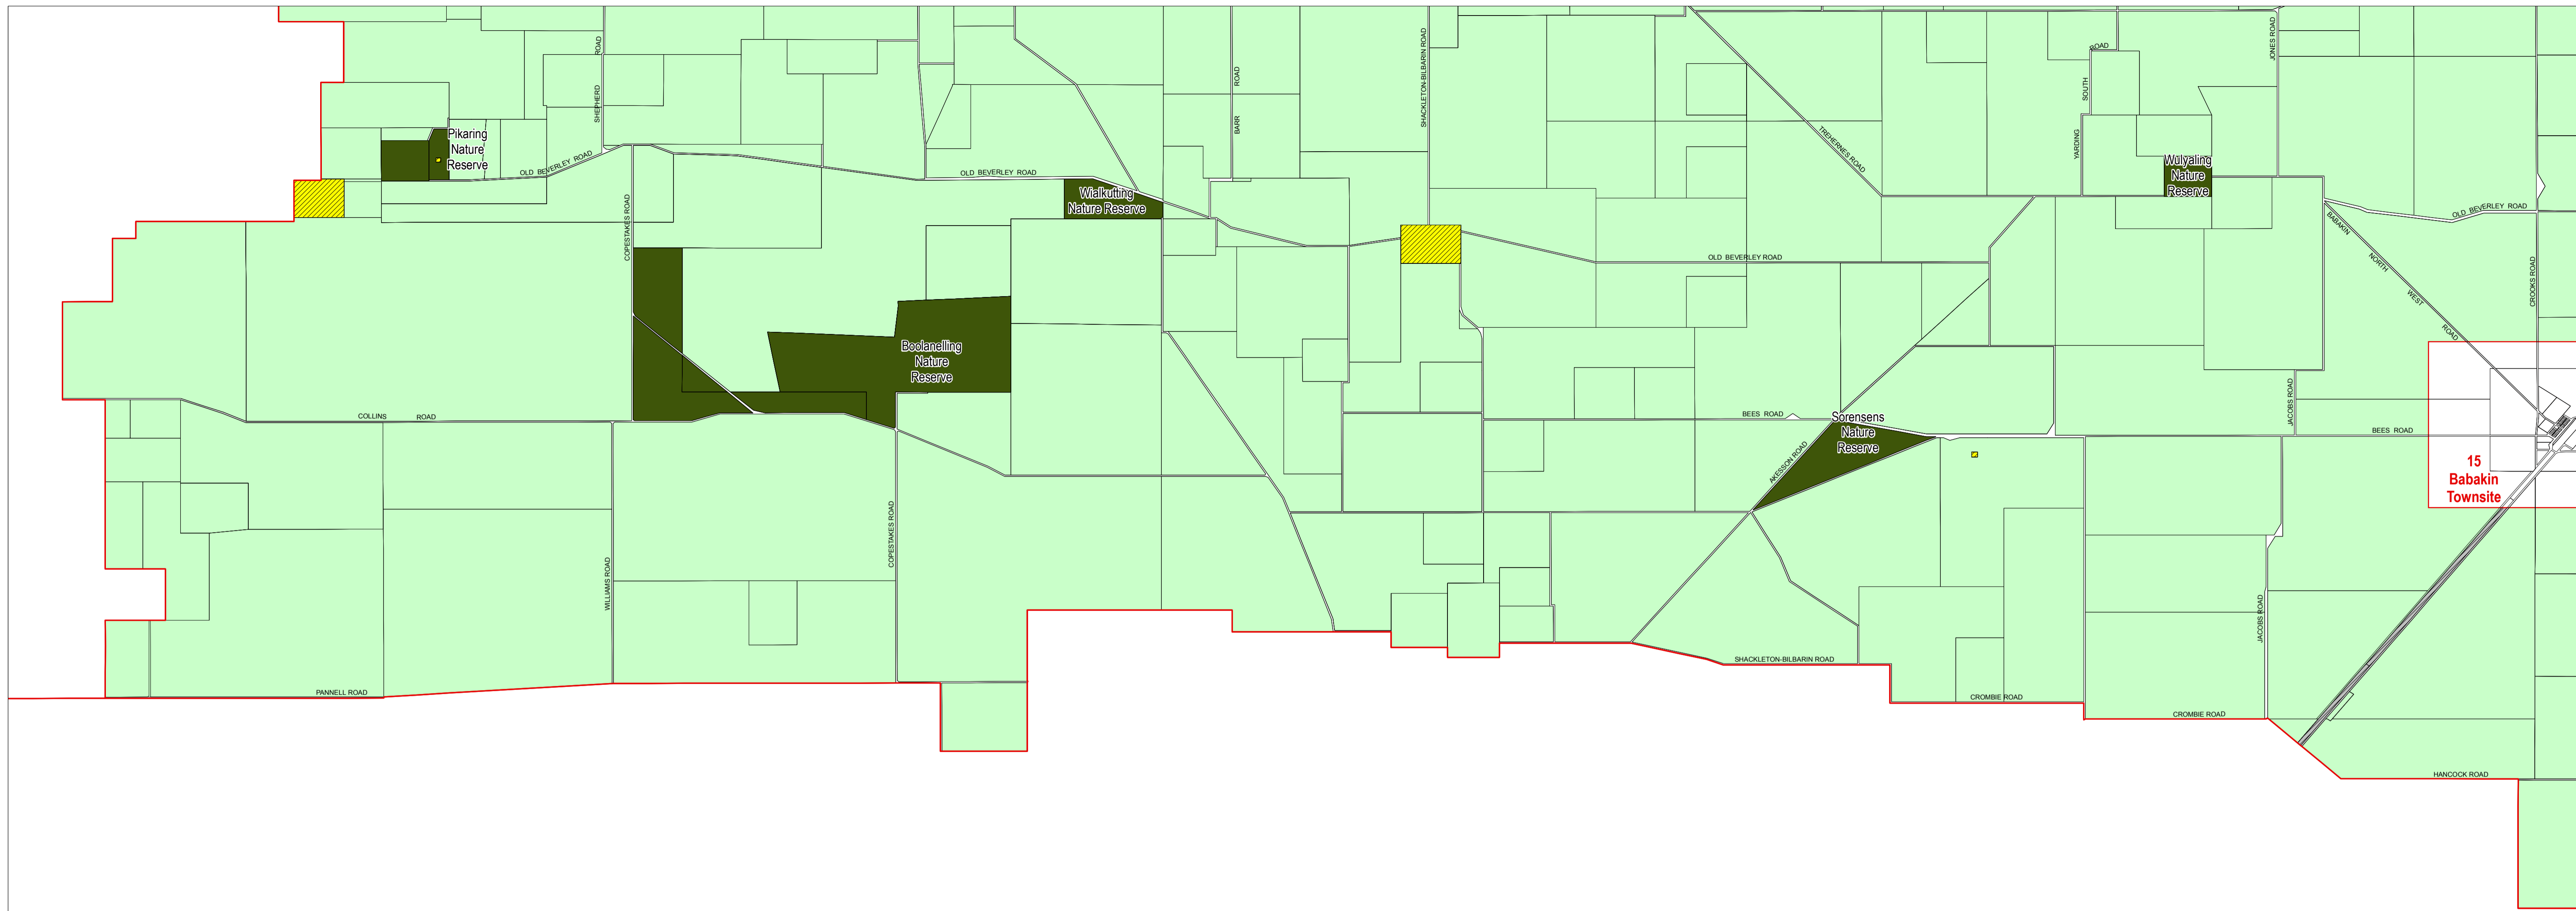 SHEPHERD
ROAD
BARR
ROAD
SHACKLETON-BILBARIN ROAD
TREHERNES ROAD
YARDING
SOUTH
ROAD
JONES ROAD
Pikaring
Nature
Reserve
OLD BEVERLEY ROAD
OLD BEVERLEY ROAD
Wialkutting
Nature Reserve
Wulyaling
Nature
Reserve
COPESTAKES ROAD
OLD BEVERLEY ROAD
OLD BEVERLEY ROAD
BABAKIN
NORTH
WEST
ROAD
CROOKS ROAD
Boolanelling
Nature
Reserve
COLLINS ROAD
BEES ROAD
Sorensens
Nature
Reserve
AKESSON ROAD
JACOBS ROAD
BEES ROAD
15
Babakin
Townsite
WILLIAMS ROAD
COPESTAKES ROAD
JACOBS ROAD
PANNELL ROAD
SHACKLETON-BILBARIN ROAD
CROMBIE ROAD
CROMBIE ROAD
HANCOCK ROAD